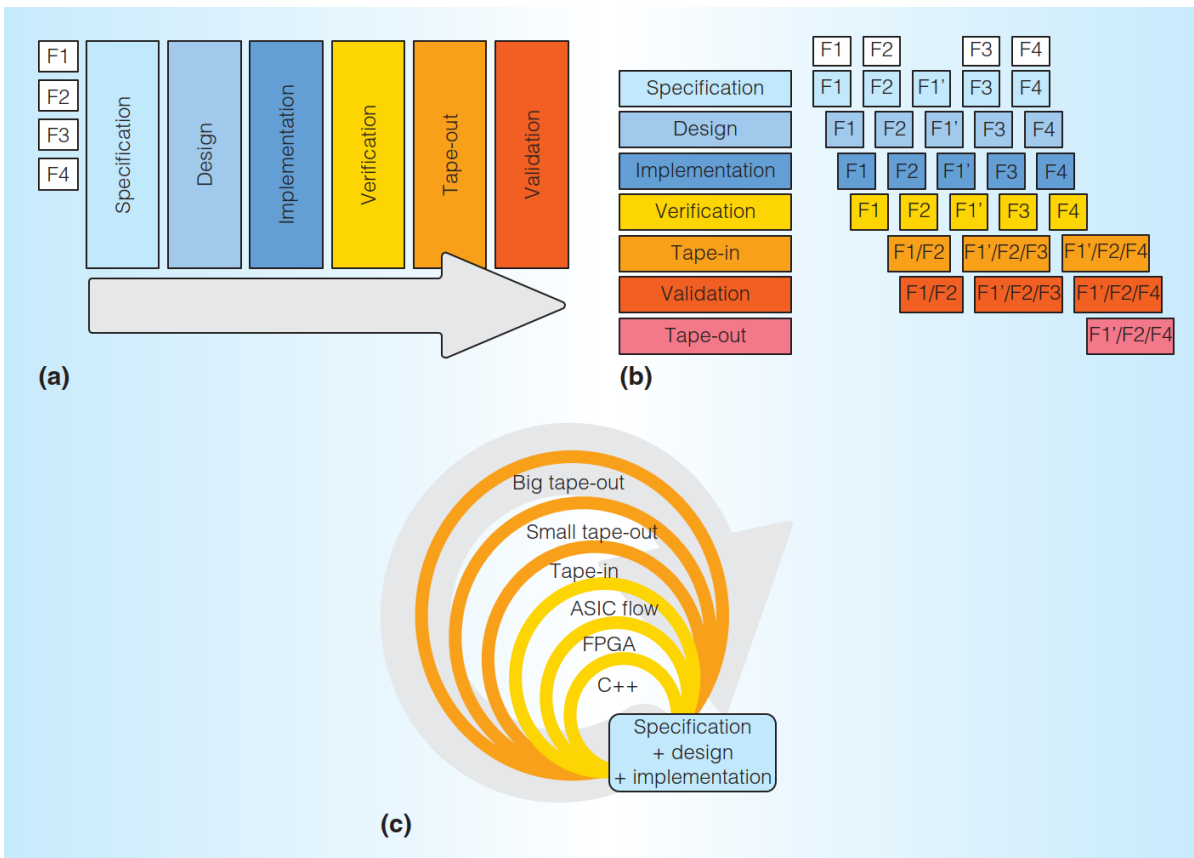 F1
F2
F3
F4
Specification
Design
Implementation
Verification
Tape-out
Validation
(a)
F1 F2 F3 F4
Specification F1 F2 F1' F3 F4
Design F1 F2 F1' F3 F4
Implementation F1 F2 F1' F3 F4
Verification F1 F2 F1' F3 F4
Tape-in F1/F2 F1'/F2/F3 F1'/F2/F4
Validation F1/F2 F1'/F2/F3 F1'/F2/F4
Tape-out F1'/F2/F4
(b)
Big tape-out
Small tape-out
Tape-in
ASIC flow
FPGA
C++
Specification
+ design
+ implementation
(c)